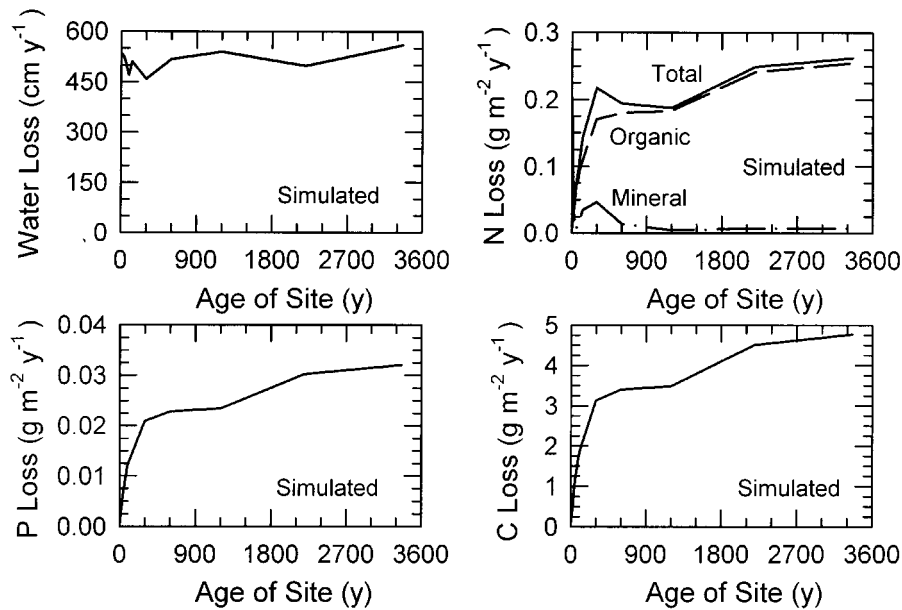 Water Loss (cm y⁻¹)
600
450
300
150
0
Simulated
0 900 1800 2700 3600
Age of Site (y)
N Loss (g m⁻² y⁻¹)
0.3
0.2
0.1
0.0
Total
Organic
Simulated
Mineral
0 900 1800 2700 3600
Age of Site (y)
P Loss (g m⁻² y⁻¹)
0.04
0.03
0.02
0.01
0.00
Simulated
0 900 1800 2700 3600
Age of Site (y)
C Loss (g m⁻² y⁻¹)
5
4
3
2
1
0
Simulated
0 900 1800 2700 3600
Age of Site (y)